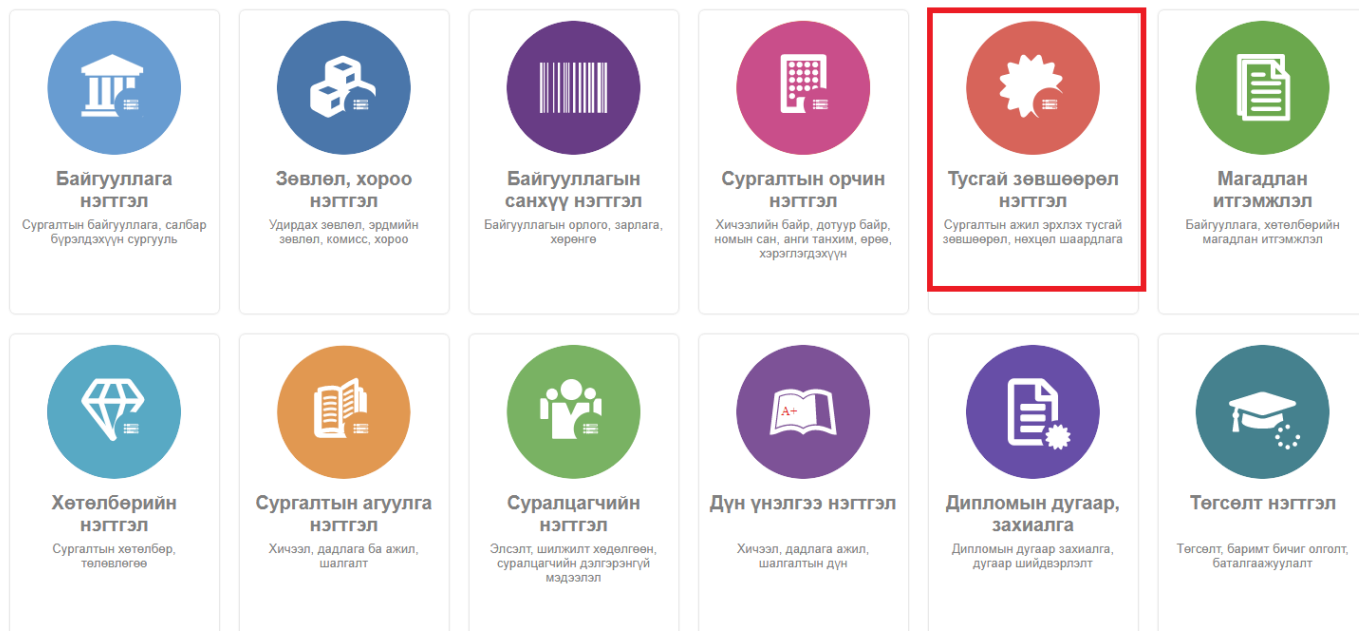 Байгууллага
нэгтгэл
Сургалтын байгууллага, салбар
бүрэлдэхүүн сургууль
Зөвлөл, хороо
нэгтгэл
Удирдах зөвлөл, эрдмийн
зөвлөл, комисс, хороо
Байгууллагын
санхүү нэгтгэл
Байгууллагын орлого, зарлага,
хөрөнгө
Сургалтын орчин
нэгтгэл
Хичээлийн байр, дотуур байр,
номын сан, анги танхим, өрөө,
хэрэглэгдэхүүн
Тусгай зөвшөөрөл
нэгтгэл
Сургалтын ажил эрхлэх тусгай
зөвшөөрөл, нөхцөл шаардлага
Магадлан
итгэмжлэл
Байгууллага, хөтөлбөрийн
магадлан итгэмжлэл
Хөтөлбөрийн
нэгтгэл
Сургалтын хөтөлбөр,
төлөвлөгөө
Сургалтын агуулга
нэгтгэл
Хичээл, дадлага ба ажил,
шалгалт
Суралцагчийн
нэгтгэл
Элсэлт, шилжилт хөдөлгөөн,
суралцагчийн дэлгэрэнгүй
мэдээлэл
A+
Дүн үнэлгээ нэгтгэл
Хичээл, дадлага ажил,
шалгалтын дүн
Дипломын дугаар,
захиалга
Дипломын дугаар захиалга,
дугаар шийдвэрлэлт
Төгсөлт нэгтгэл
Төгсөлт, баримт бичиг олголт,
баталгаажуулалт